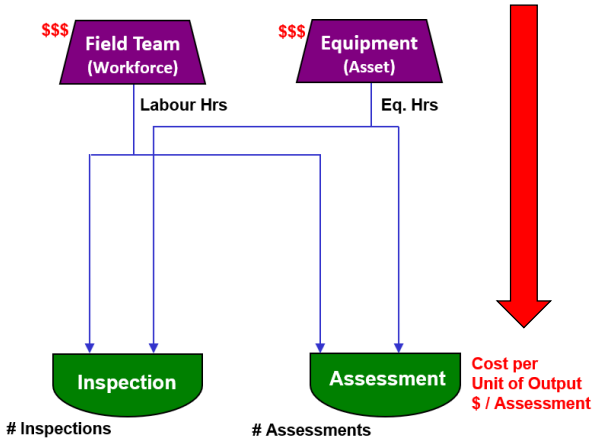 $$$
Field Team
(Workforce)
$$$
Equipment
(Asset)
Labour Hrs
Eq. Hrs
Inspection
Assessment
Cost per
Unit of Output
$ / Assessment
# Inspections
# Assessments